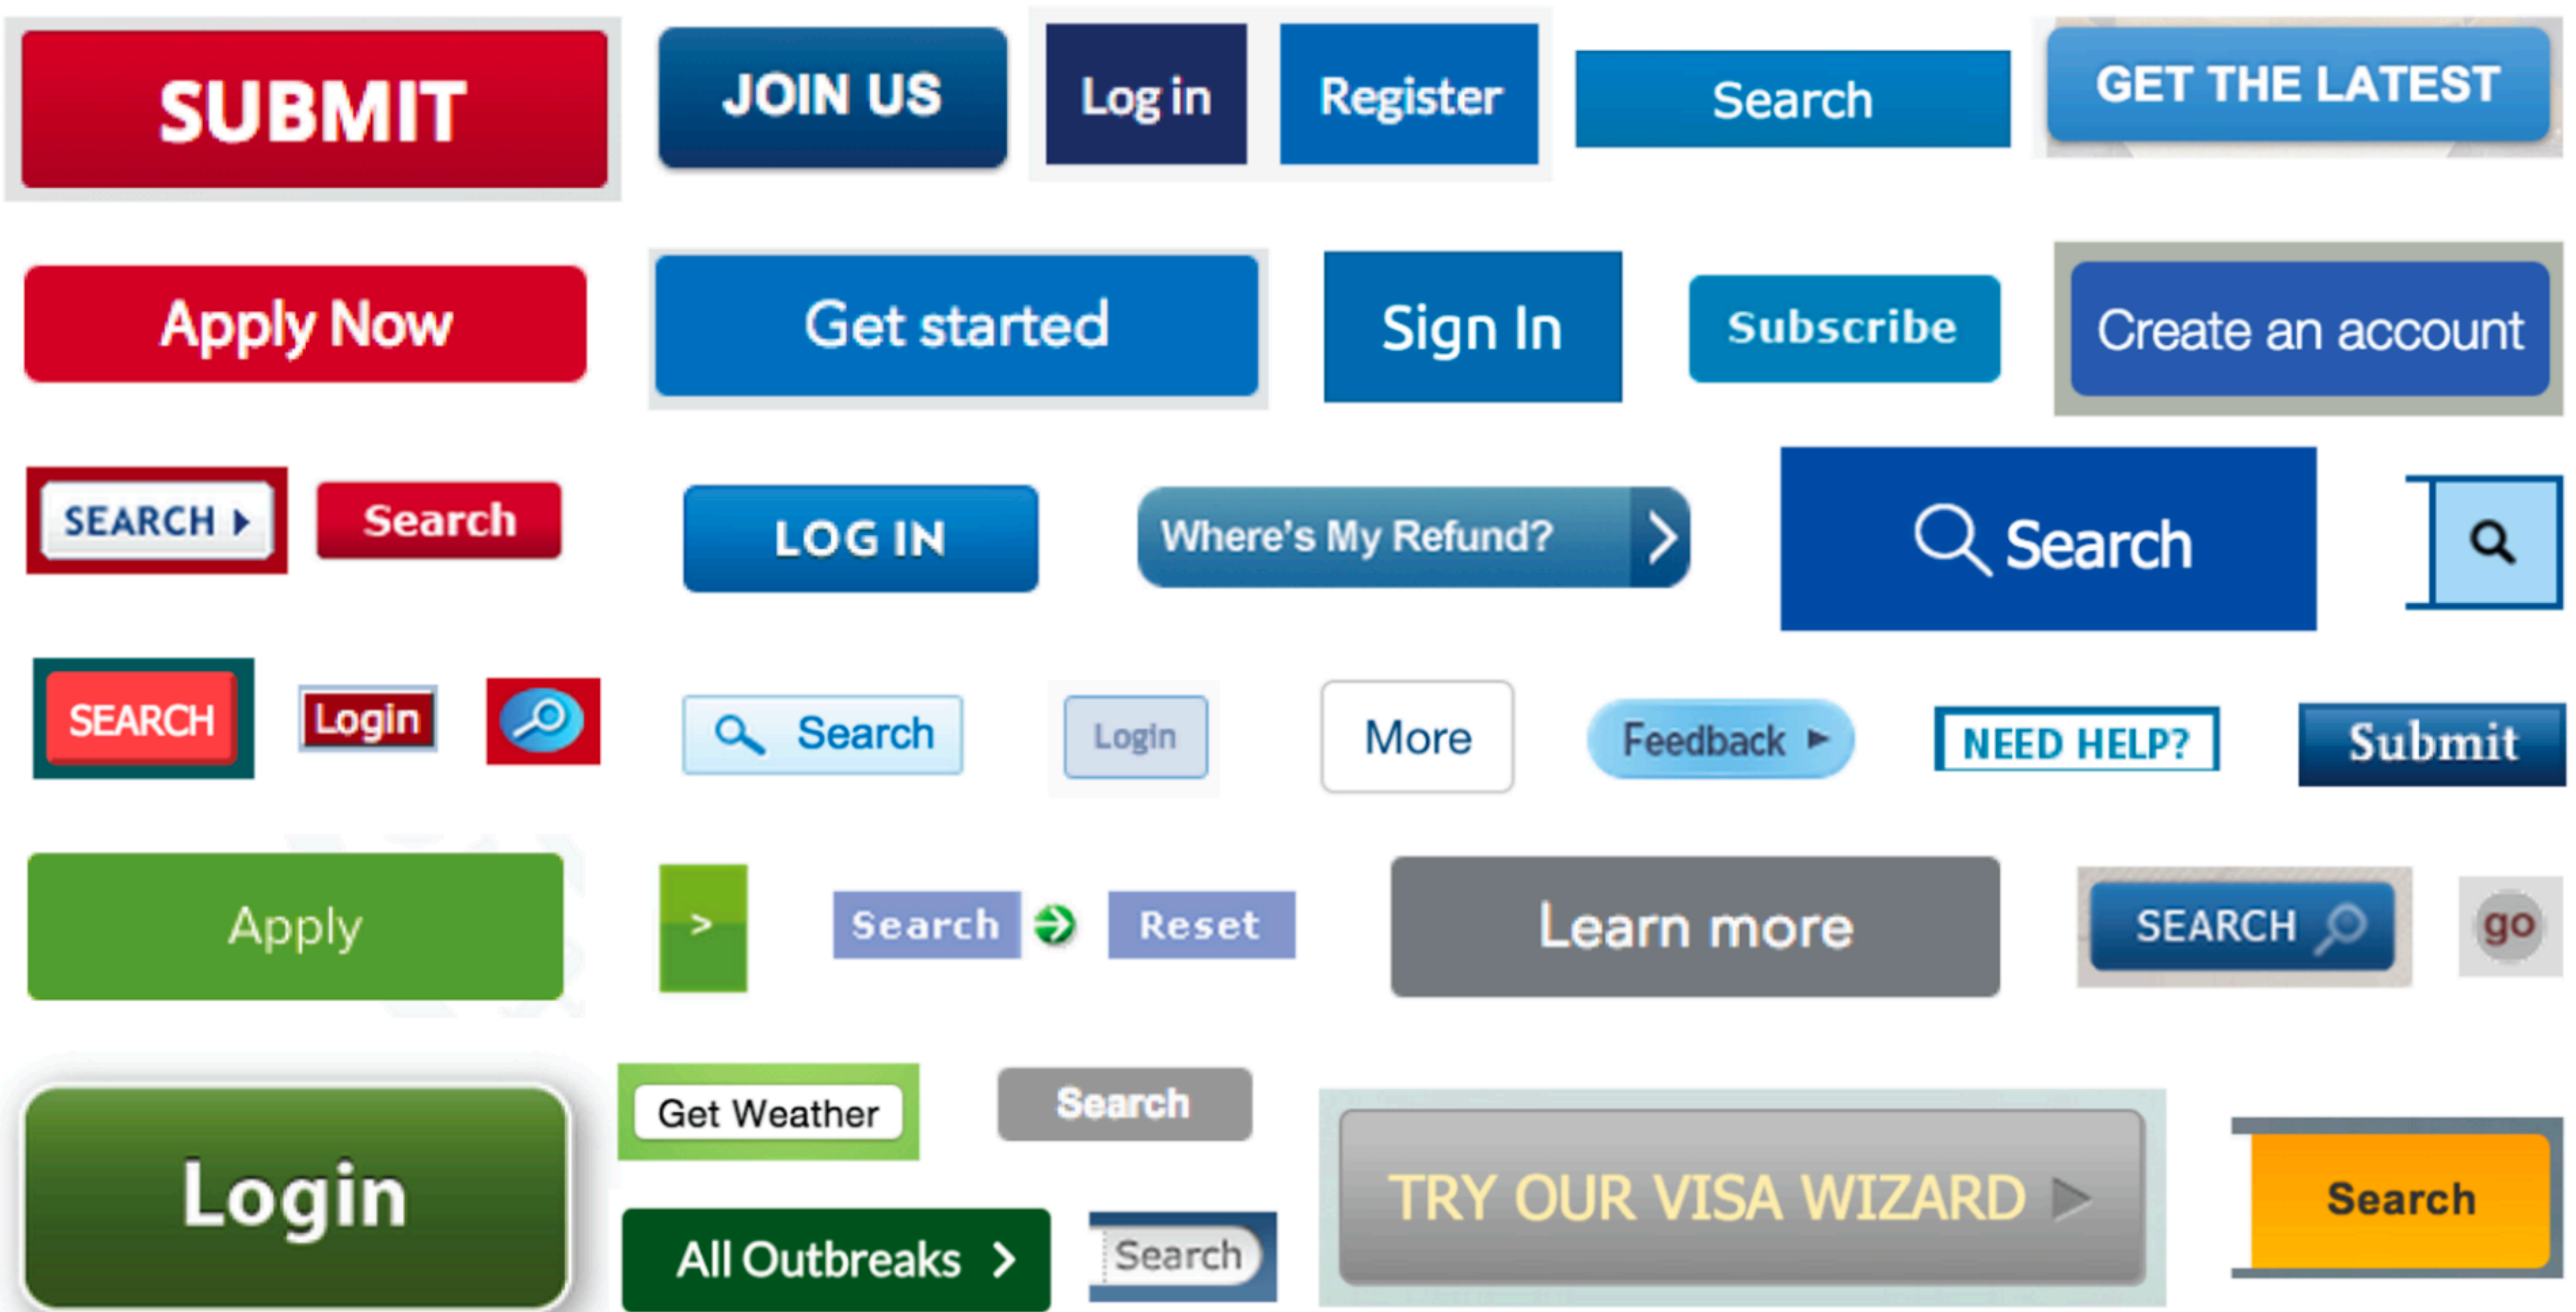 SUBMIT
JOIN US
Log in
Register
Search
GET THE LATEST
Apply Now
Get started
Sign In
Subscribe
Create an account
SEARCH
Search
LOG IN
Where's My Refund?
Search
SEARCH
Login
Search
Login
More
Feedback
NEED HELP?
Submit
Apply
>
Search
Reset
Learn more
SEARCH
go
Get Weather
Search
Login
All Outbreaks
Search
TRY OUR VISA WIZARD
Search